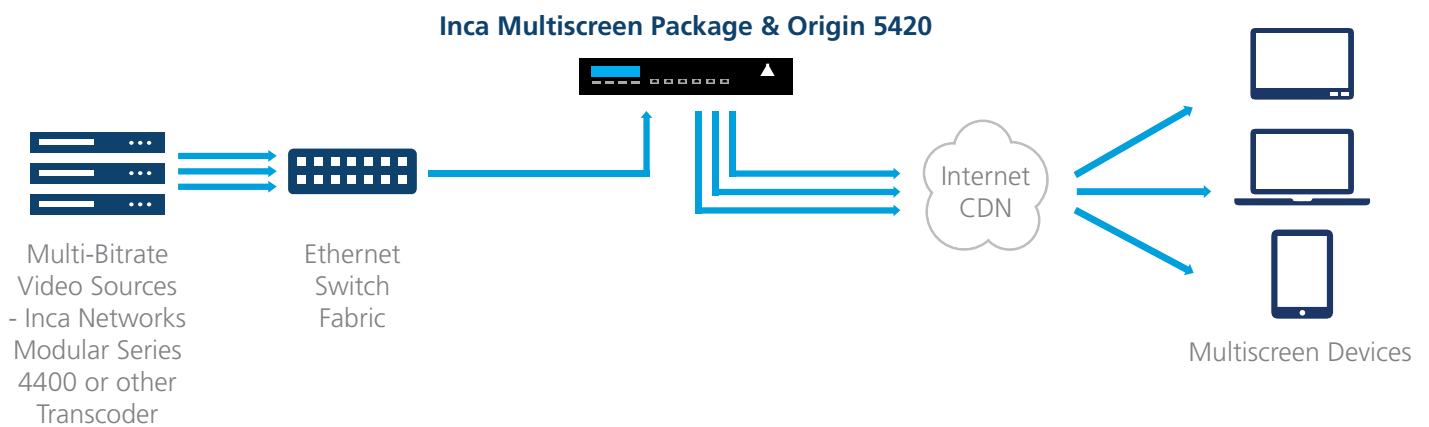 Inca Multiscreen Package & Origin 5420
Multi-Bitrate
Video Sources
- Inca Networks
Modular Series
4400 or other
Transcoder
Ethernet
Switch
Fabric
Internet
CDN
Multiscreen Devices